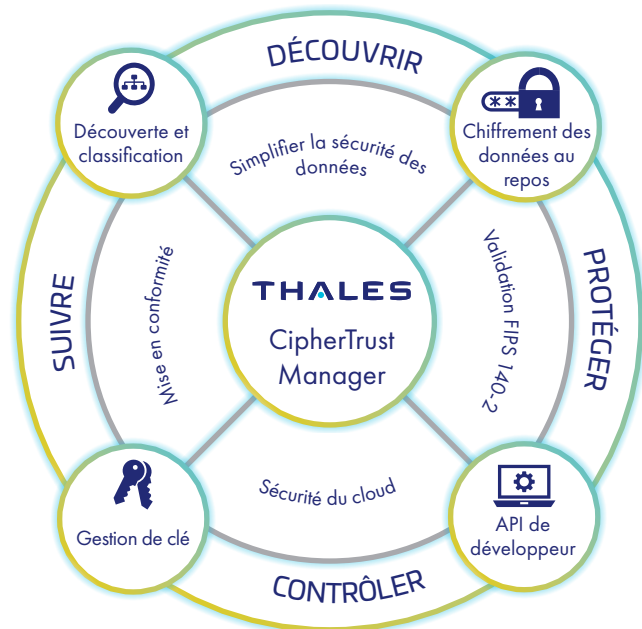 DÉCOUVRIR
Découverte et
classification
Simplifier la sécurité des
données
**
Chiffrement des
données au
repos
SUIVRE
Mise en conformité
THALES
CipherTrust
Manager
Validation FIPS 140-2
PROTÉGER
Gestion de clé
Sécurité du cloud
API de
développeur
CONTRÔLER